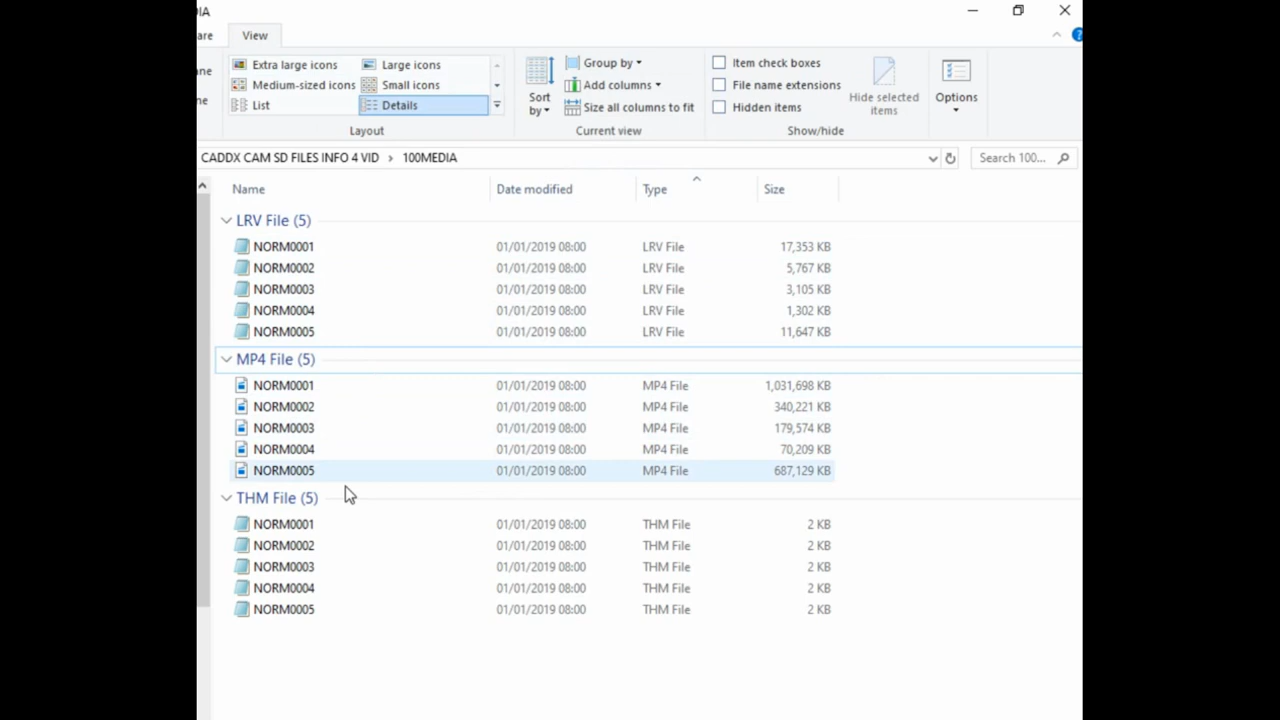 IA
are View
ane Extra large icons Large icons Group by Item check boxes
Medium-sized icons Small icons Add columns File name extensions
ne List Details Sort by Size all columns to fit Hidden items Hide selected items Options
Layout Current view Show/hide
CADDX CAM SD FILES INFO 4 VID > 100MEDIA Search 100...
Name Date modified Type Size
LRV File (5)
NORM0001 01/01/2019 08:00 LRV File 17,353 KB
NORM0002 01/01/2019 08:00 LRV File 5,767 KB
NORM0003 01/01/2019 08:00 LRV File 3,105 KB
NORM0004 01/01/2019 08:00 LRV File 1,302 KB
NORM0005 01/01/2019 08:00 LRV File 11,647 KB
MP4 File (5)
NORM0001 01/01/2019 08:00 MP4 File 1,031,698 KB
NORM0002 01/01/2019 08:00 MP4 File 340,221 KB
NORM0003 01/01/2019 08:00 MP4 File 179,574 KB
NORM0004 01/01/2019 08:00 MP4 File 70,209 KB
NORM0005 01/01/2019 08:00 MP4 File 687,129 KB
THM File (5)
NORM0001 01/01/2019 08:00 THM File 2 KB
NORM0002 01/01/2019 08:00 THM File 2 KB
NORM0003 01/01/2019 08:00 THM File 2 KB
NORM0004 01/01/2019 08:00 THM File 2 KB
NORM0005 01/01/2019 08:00 THM File 2 KB